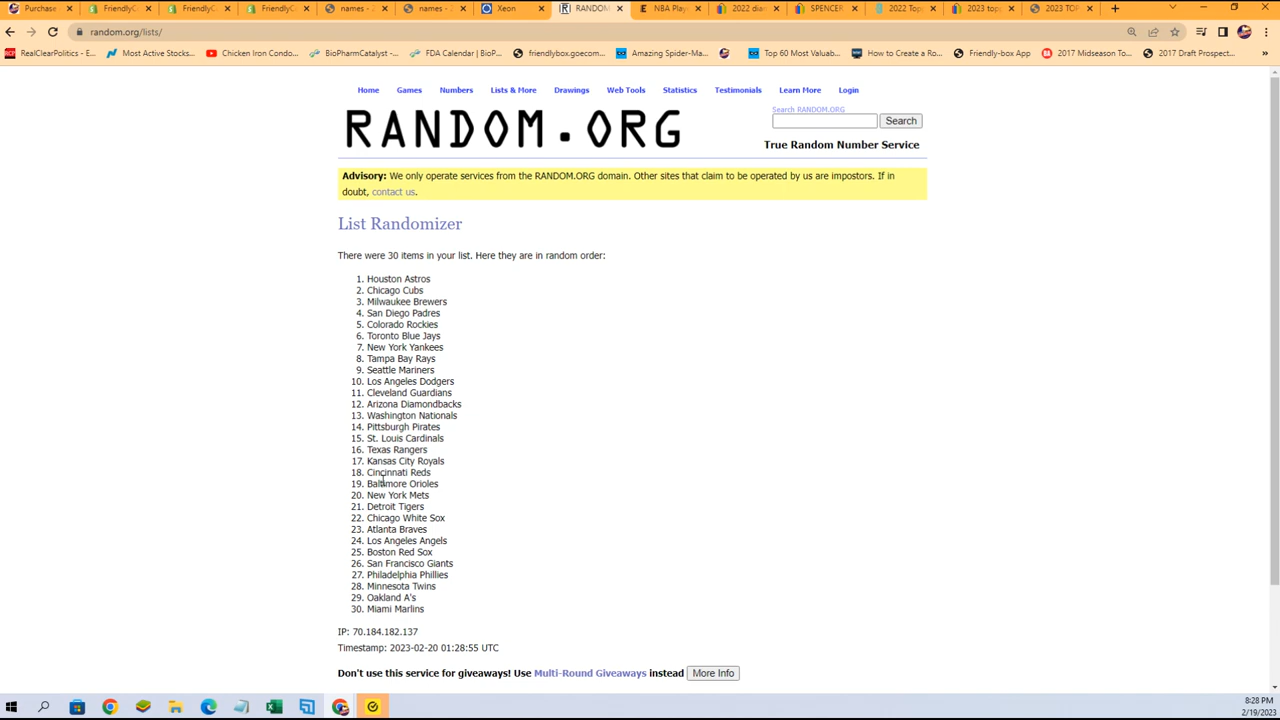 Purchase
FriendlyC
FriendlyC
FriendlyC
names -
names -
Xeon
RANDOM
NBA Play
2022 dia
SPENCER
2022 Top
2023 top
2023 TOP
random.org/lists/
RealClearPolitics - E...
Most Active Stocks...
Chicken Iron Condo...
BioPharmCatalyst -...
FDA Calendar | BioP...
friendlybox.goecom...
Amazing Spider-Ma...
Top 60 Most Valuab...
How to Create a Ro...
Friendly-box App
2017 Midseason To...
2017 Draft Prospect...
Home Games Numbers Lists & More Drawings Web Tools Statistics Testimonials Learn More Login
RANDOM.ORG
Search RANDOM.ORG
Search
True Random Number Service
Advisory: We only operate services from the RANDOM.ORG domain. Other sites that claim to be operated by us are impostors. If in
doubt, contact us.
List Randomizer
There were 30 items in your list. Here they are in random order:
1. Houston Astros
2. Chicago Cubs
3. Milwaukee Brewers
4. San Diego Padres
5. Colorado Rockies
6. Toronto Blue Jays
7. New York Yankees
8. Tampa Bay Rays
9. Seattle Mariners
10. Los Angeles Dodgers
11. Cleveland Guardians
12. Arizona Diamondbacks
13. Washington Nationals
14. Pittsburgh Pirates
15. St. Louis Cardinals
16. Texas Rangers
17. Kansas City Royals
18. Cincinnati Reds
19. Baltimore Orioles
20. New York Mets
21. Detroit Tigers
22. Chicago White Sox
23. Atlanta Braves
24. Los Angeles Angels
25. Boston Red Sox
26. San Francisco Giants
27. Philadelphia Phillies
28. Minnesota Twins
29. Oakland A's
30. Miami Marlins
IP: 70.184.182.137
Timestamp: 2023-02-20 01:28:55 UTC
Don't use this service for giveaways! Use Multi-Round Giveaways instead More Info
8:28 PM
2/19/2023